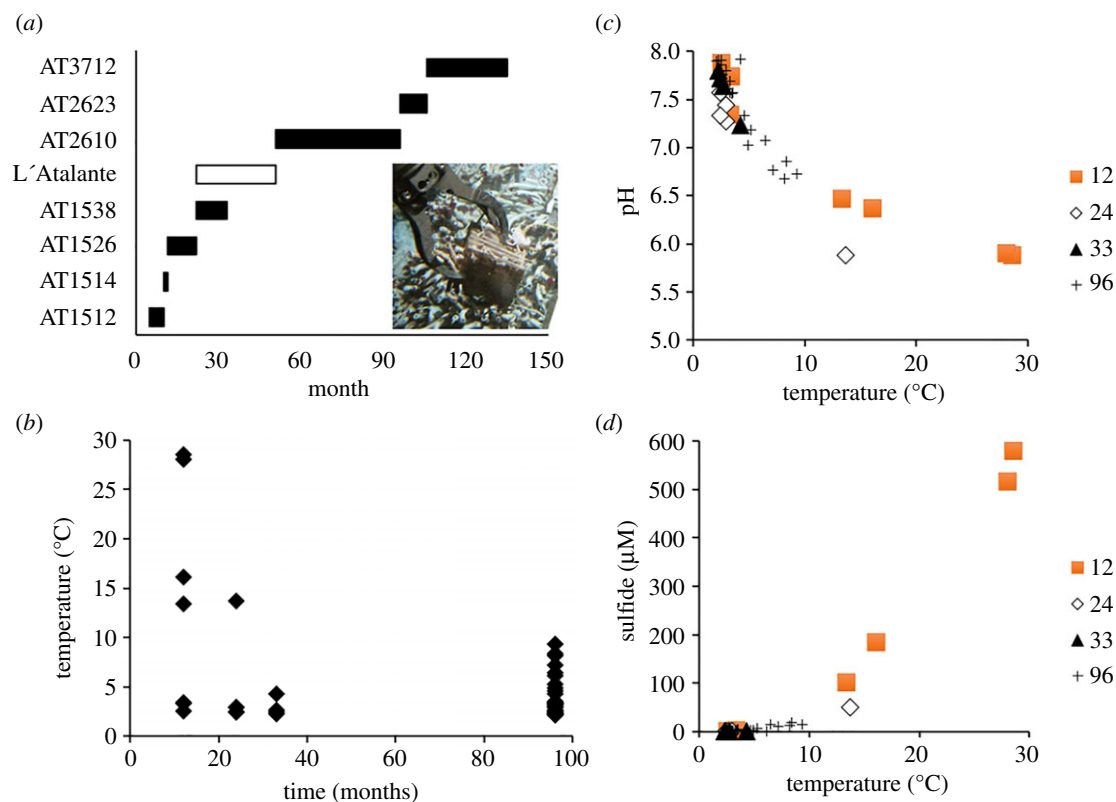 (a)
AT3712
AT2623
AT2610
L´Atalante
AT1538
AT1526
AT1514
AT1512
0 30 60 90 120 150
month
(b)
30
25
20
15
10
5
0
temperature (°C)
0 20 40 60 80 100
time (months)
(c)
8.0
7.5
7.0
6.5
6.0
5.5
5.0
pH
0 10 20 30
temperature (°C)
12
24
33
96
(d)
600
500
400
300
200
100
0
sulfide (µM)
0 10 20 30
temperature (°C)
12
24
33
96